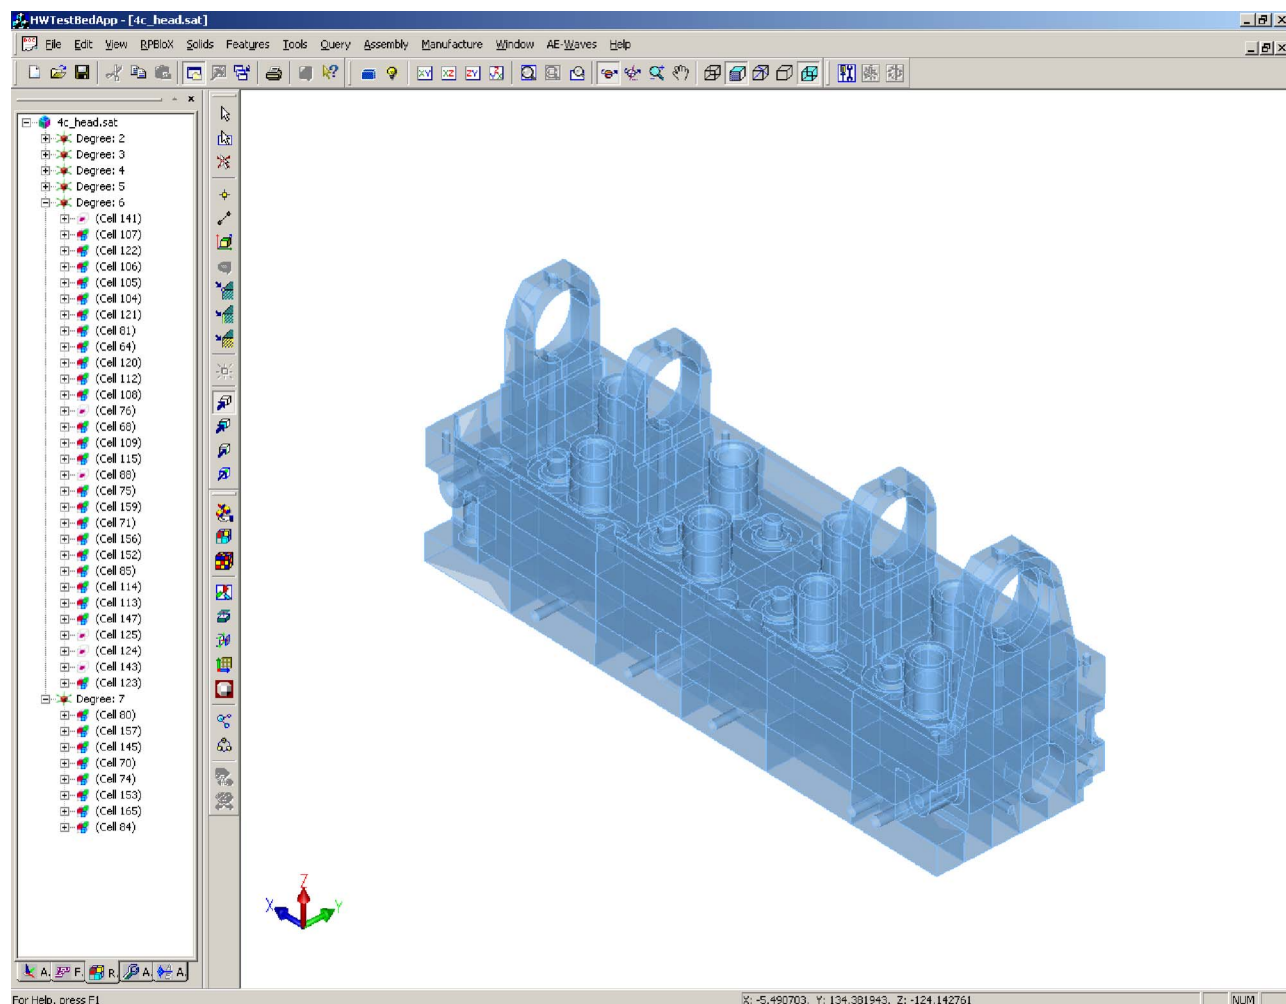 HWTestBedApp - [4c_head.sat]
File Edit View RPBloX Solids Features Tools Query Assembly Manufacture Window AE-Waves Help
XY XZ ZY
4c_head.sat
Degree: 2
Degree: 3
Degree: 4
Degree: 5
Degree: 6
(Cell 141)
(Cell 107)
(Cell 122)
(Cell 106)
(Cell 105)
(Cell 104)
(Cell 121)
(Cell 81)
(Cell 64)
(Cell 120)
(Cell 112)
(Cell 108)
(Cell 76)
(Cell 68)
(Cell 109)
(Cell 115)
(Cell 88)
(Cell 75)
(Cell 159)
(Cell 71)
(Cell 156)
(Cell 152)
(Cell 85)
(Cell 114)
(Cell 113)
(Cell 147)
(Cell 125)
(Cell 124)
(Cell 143)
(Cell 123)
Degree: 7
(Cell 80)
(Cell 157)
(Cell 145)
(Cell 70)
(Cell 74)
(Cell 153)
(Cell 165)
(Cell 84)
Z
X Y
A. F. R. A. A.
For Help, press F1 X: -5.490703, Y: 134.381943, Z: -124.142761 NUM